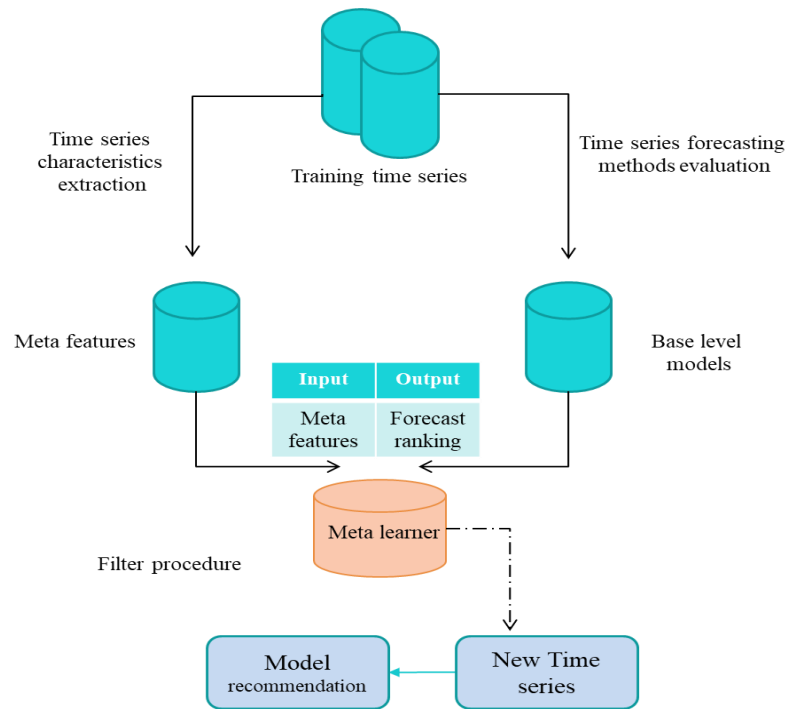 Time series
characteristics
extraction
Training time series
Time series forecasting
methods evaluation
Meta features
Base level
models
Input Output
Meta
features
Forecast
ranking
Meta learner
Filter procedure
Model
recommendation
New Time
series